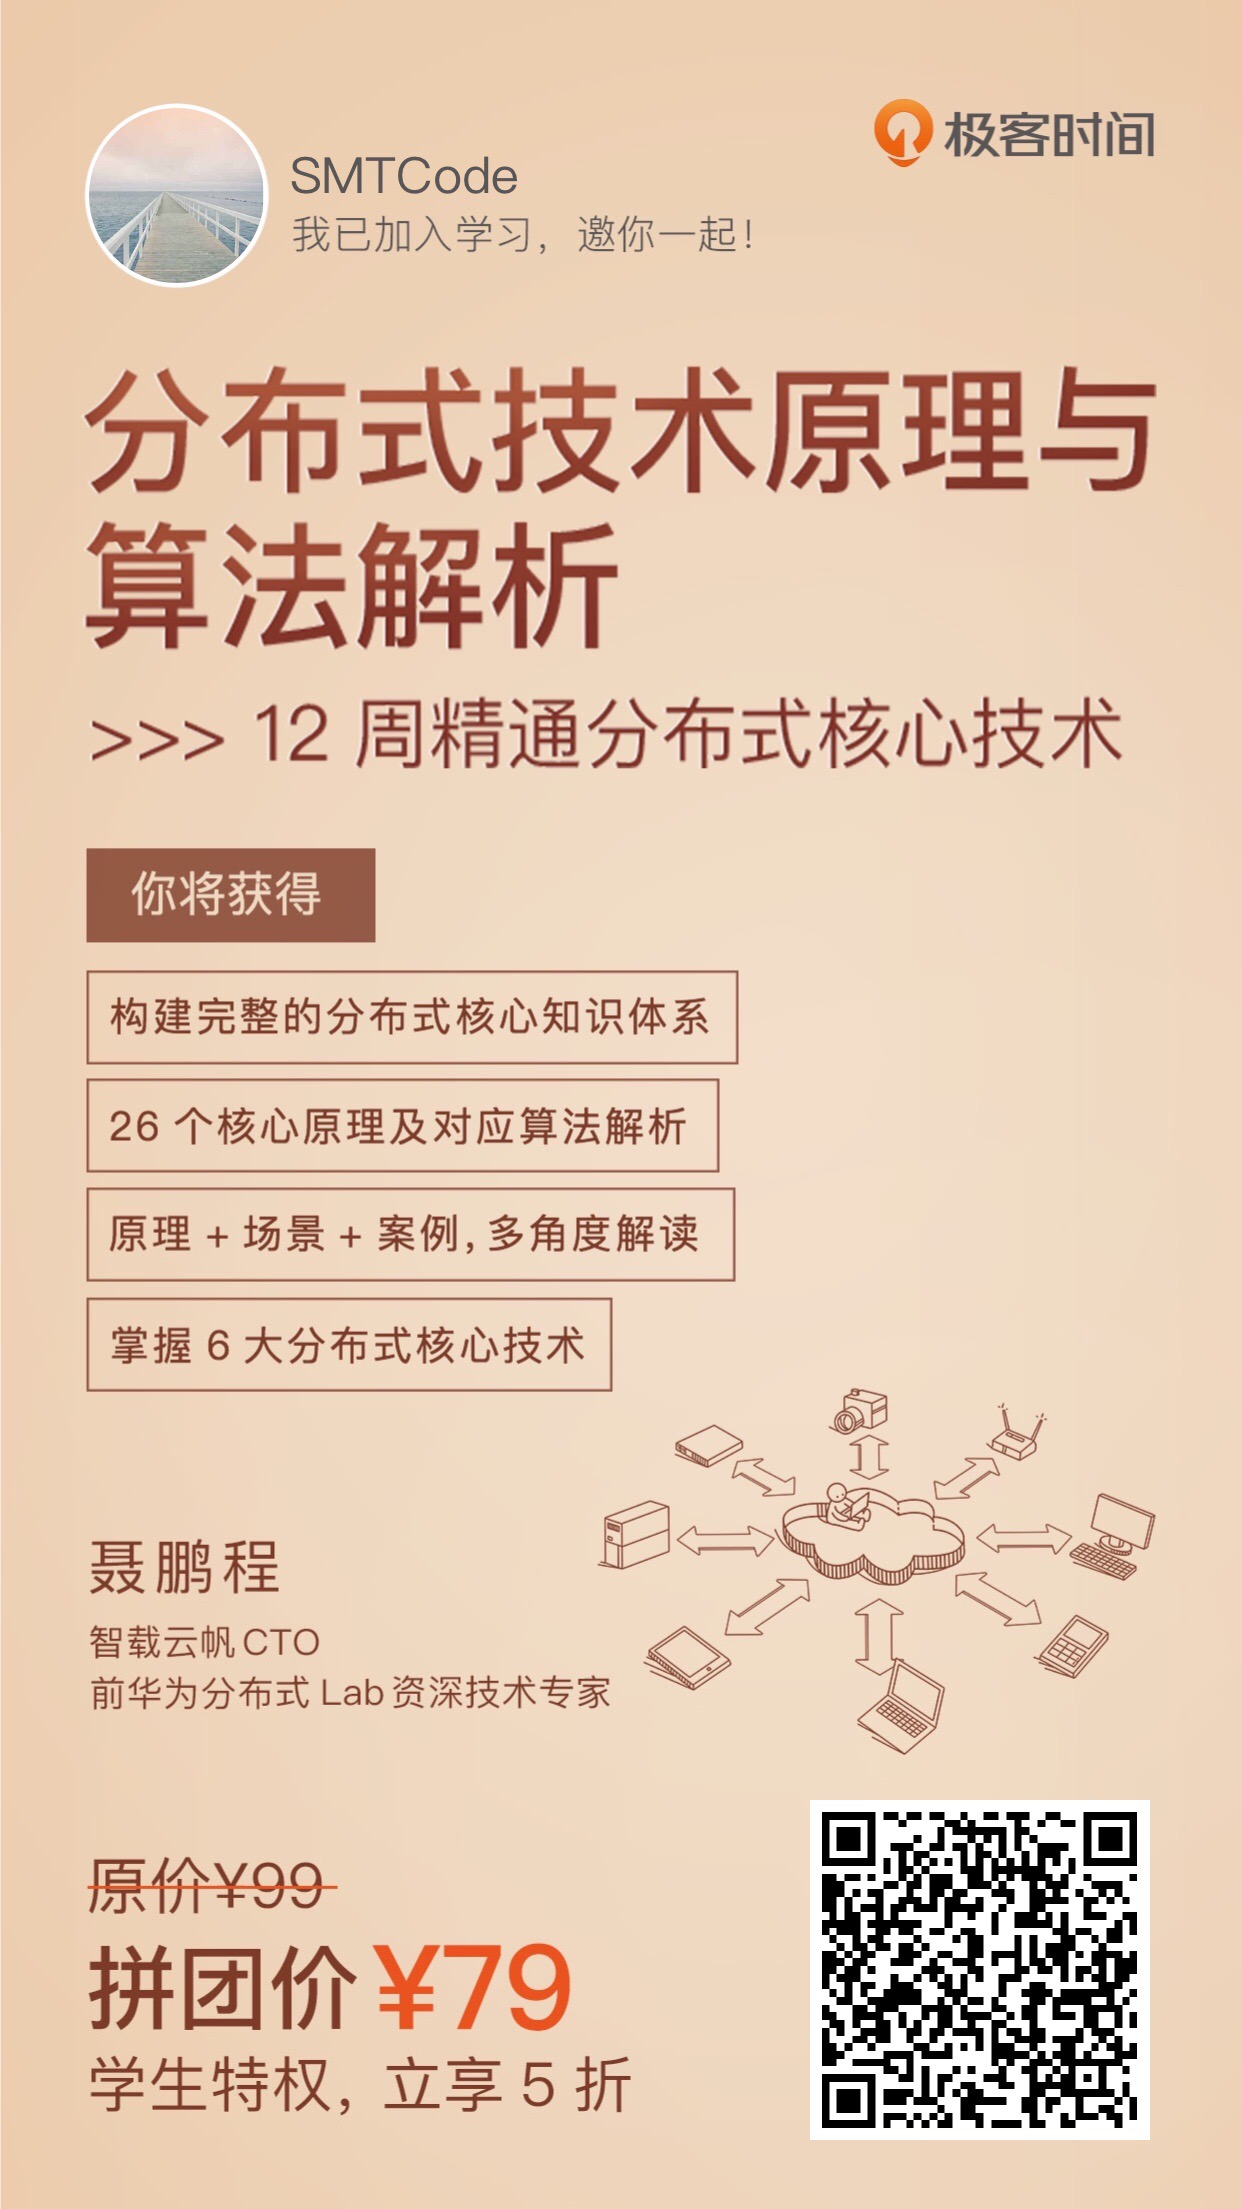 极客时间
SMTCode
我已加入学习，邀你一起！
分布式技术原理与
算法解析
>>> 12 周精通分布式核心技术
你将获得
构建完整的分布式核心知识体系
26 个核心原理及对应算法解析
原理 + 场景 + 案例，多角度解读
掌握 6 大分布式核心技术
聂鹏程
智载云帆 CTO
前华为分布式 Lab 资深技术专家
原价¥99
拼团价¥79
学生特权，立享 5 折